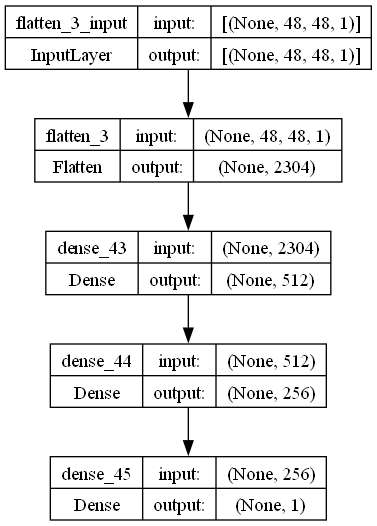 flatten_3_input input: [(None, 48, 48, 1)]
InputLayer output: [(None, 48, 48, 1)]
flatten_3 input: (None, 48, 48, 1)
Flatten output: (None, 2304)
dense_43 input: (None, 2304)
Dense output: (None, 512)
dense_44 input: (None, 512)
Dense output: (None, 256)
dense_45 input: (None, 256)
Dense output: (None, 1)